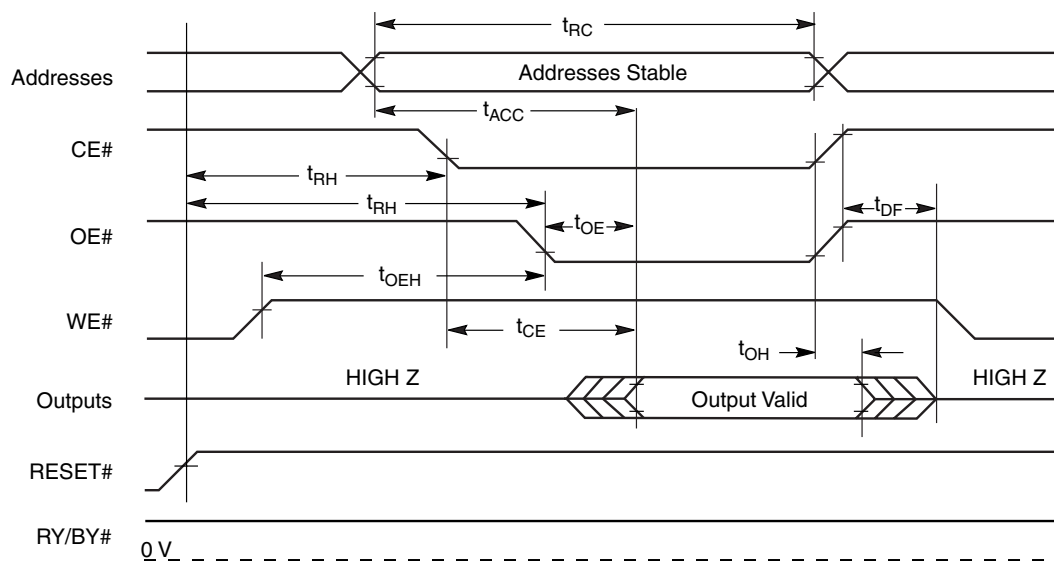 tRC
Addresses
Addresses Stable
tACC
CE#
tRH
tRH
tDF
OE#
tOE
tOEH
WE#
tCE
tOH
HIGH Z
HIGH Z
Outputs
Output Valid
RESET#
RY/BY#
0 V